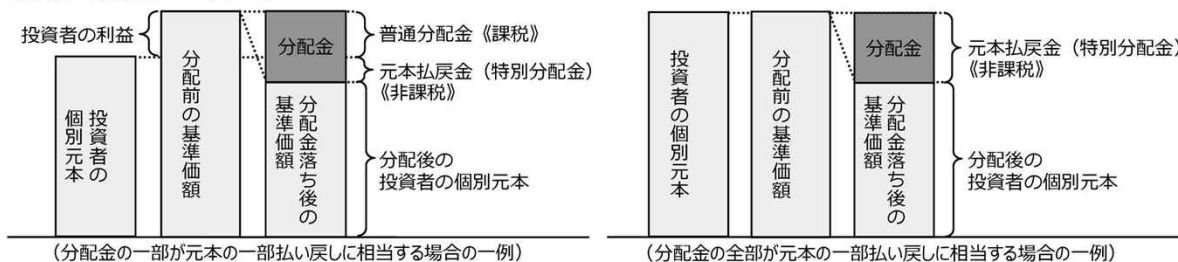 投資者の利益
投資者の
個別元本
分配前の基準価額
分配金
分配金落ち後の
基準価額
普通分配金《課税》
元本払戻金（特別分配金）
《非課税》
分配後の
投資者の個別元本
（分配金の一部が元本の一部払い戻しに相当する場合の一例）
投資者の個別元本
分配前の基準価額
分配金
分配金落ち後の
基準価額
元本払戻金（特別分配金）
《非課税》
分配後の
投資者の個別元本
（分配金の全部が元本の一部払い戻しに相当する場合の一例）